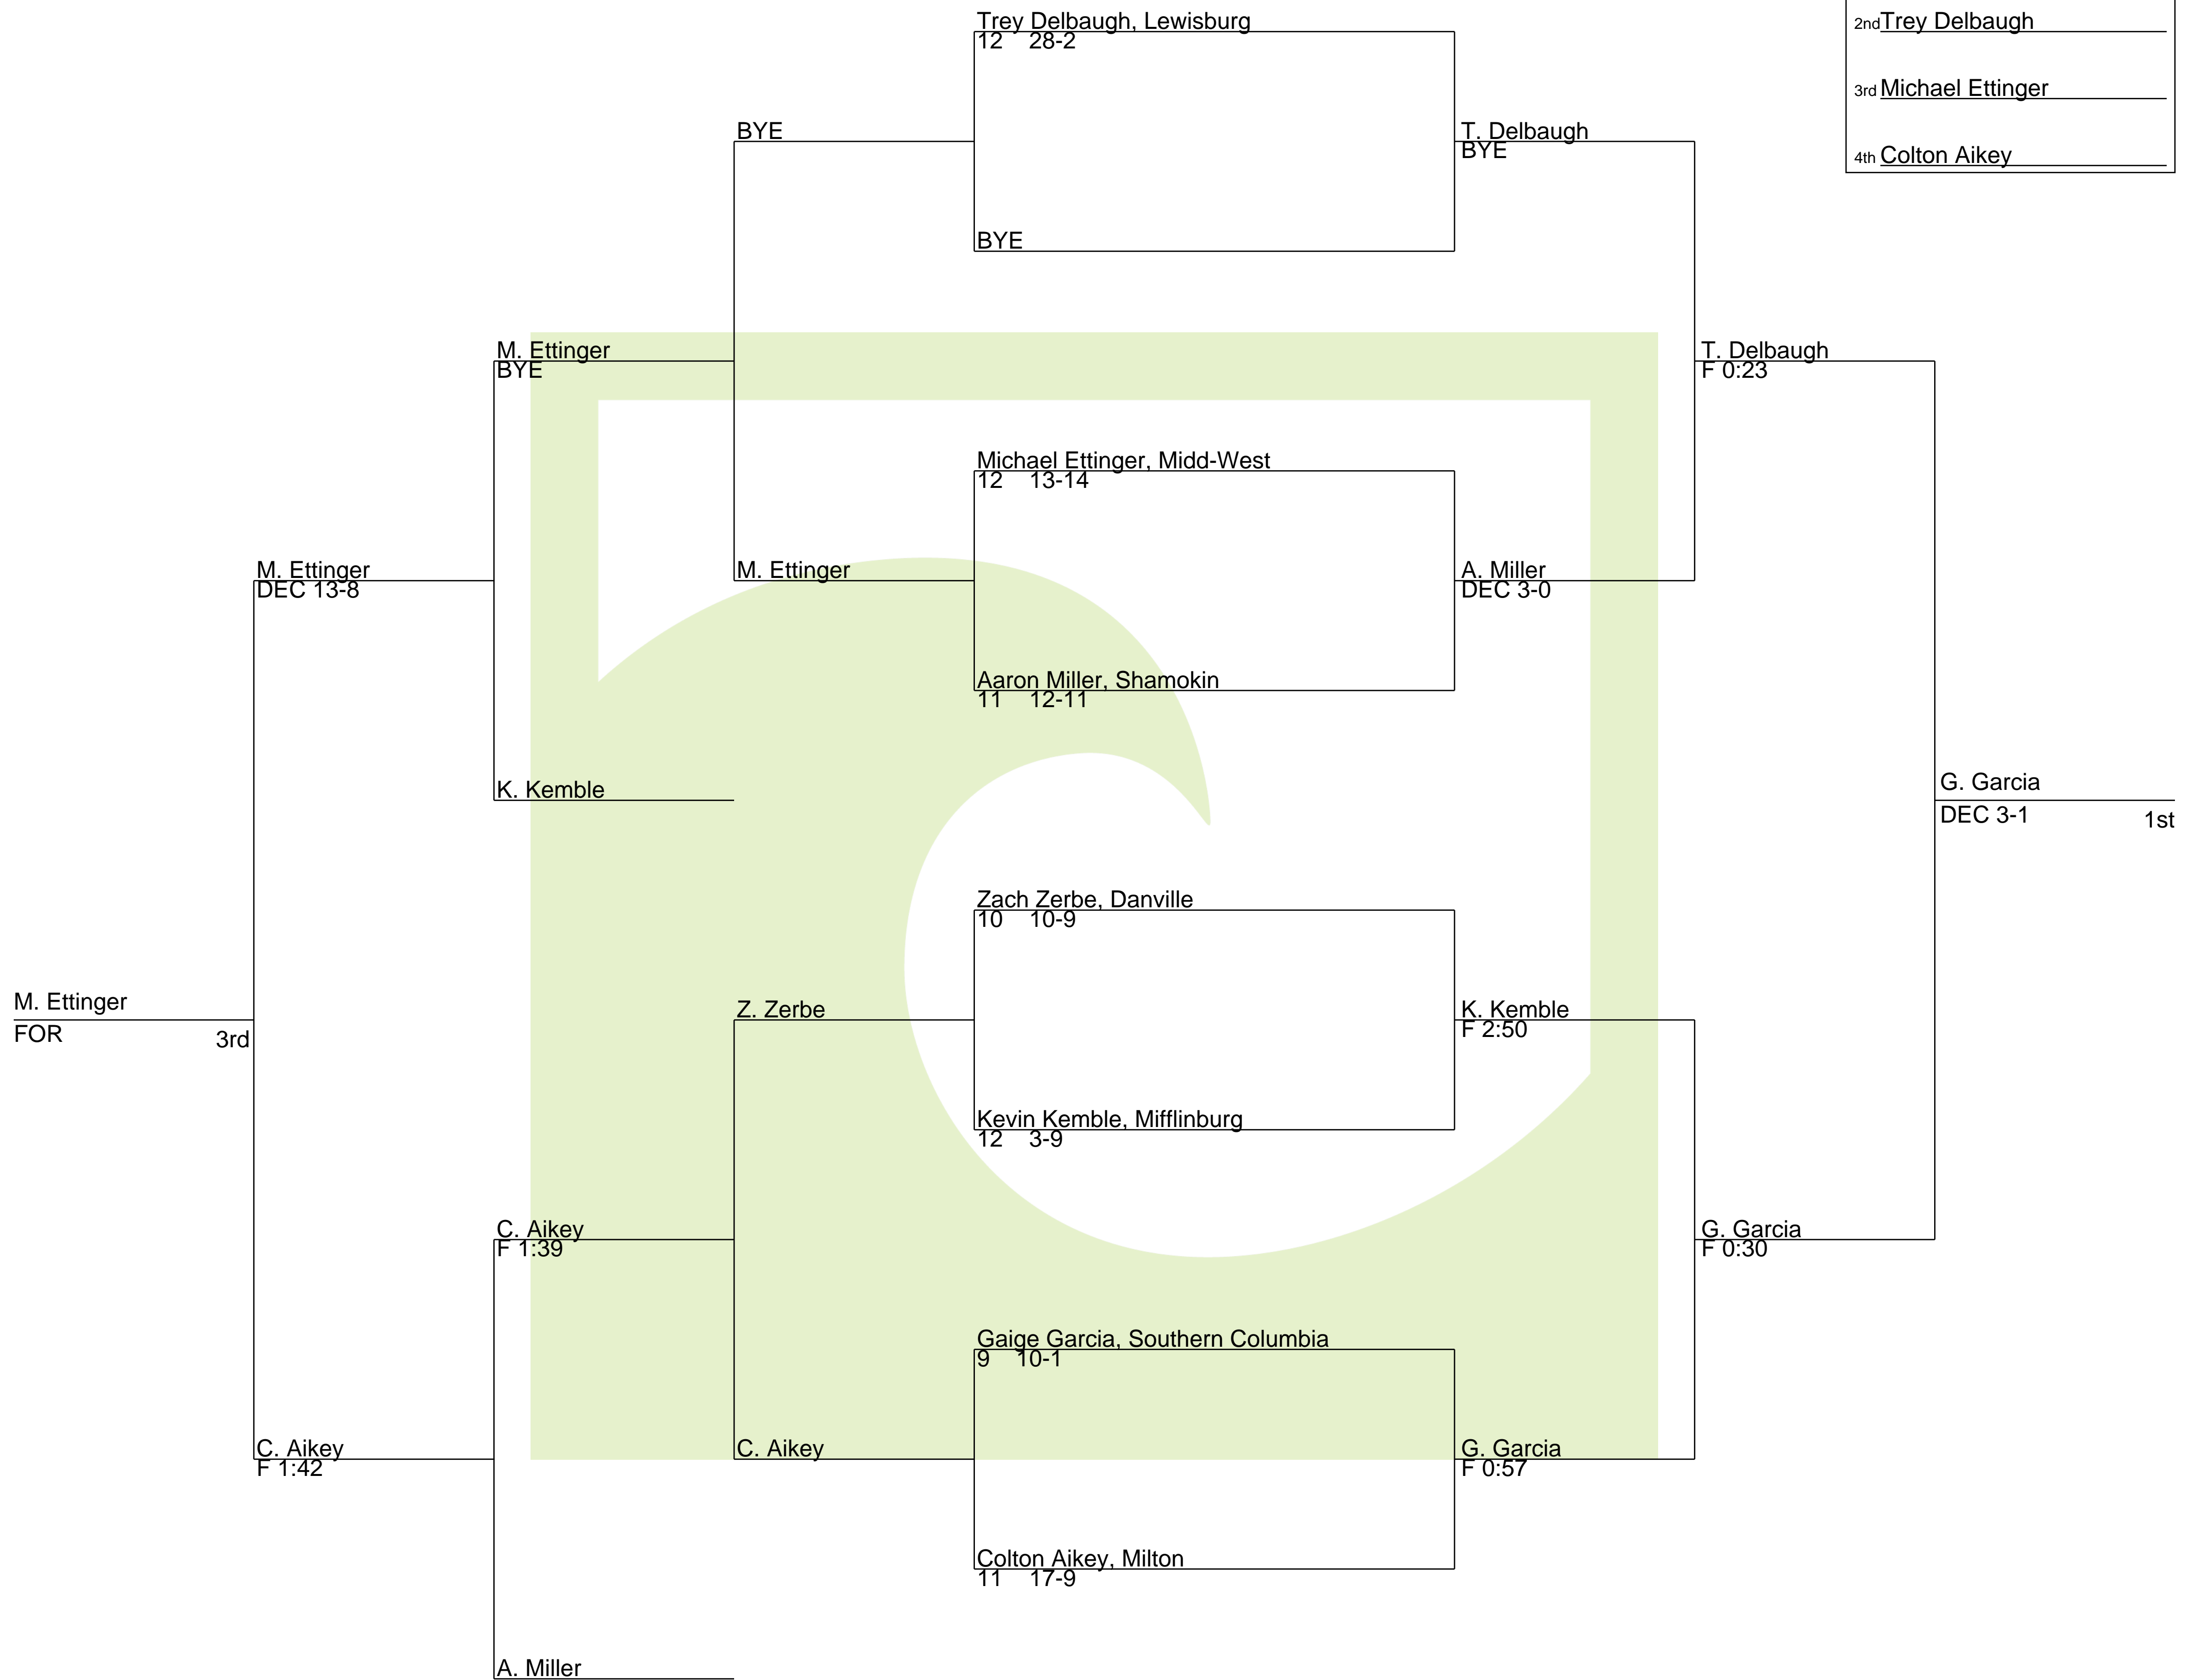 Trey Delbaugh, Lewisburg
12 28-2
2nd Trey Delbaugh
3rd Michael Ettinger
4th Colton Aikey
BYE
T. Delbaugh
BYE
BYE
M. Ettinger
BYE
T. Delbaugh
F 0:23
Michael Ettinger, Midd-West
12 13-14
M. Ettinger
DEC 13-8
M. Ettinger
A. Miller
DEC 3-0
Aaron Miller, Shamokin
11 12-11
K. Kemble
G. Garcia
DEC 3-1
1st
Zach Zerbe, Danville
10 10-9
M. Ettinger
FOR
3rd
Z. Zerbe
K. Kemble
F 2:50
Kevin Kemble, Mifflinburg
12 3-9
C. Aikey
F 1:39
G. Garcia
F 0:30
Gaige Garcia, Southern Columbia
9 10-1
C. Aikey
F 1:42
C. Aikey
G. Garcia
F 0:57
Colton Aikey, Milton
11 17-9
A. Miller